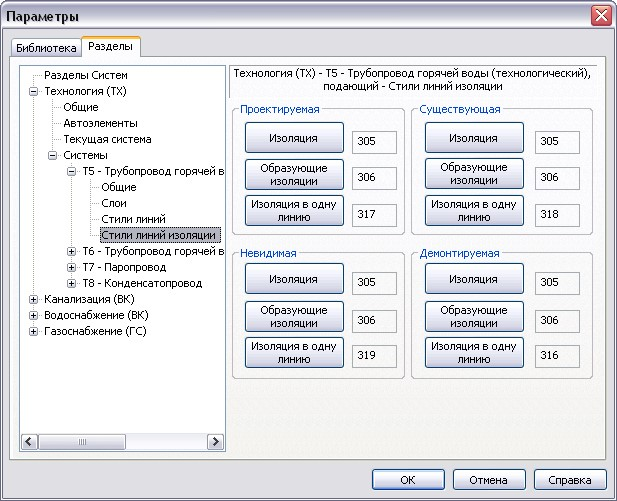 Параметры
Библиотека
Разделы
Разделы Систем
Технология (ТХ)
Общие
Автоэлементы
Текущая система
Системы
Т5 - Трубопровод горячей в
Общие
Слои
Стили линий
Стили линий изоляции
Т6 - Трубопровод горячей в
Т7 - Паропровод
Т8 - Конденсатопровод
Канализация (ВК)
Водоснабжение (ВК)
Газоснабжение (ГС)
Технология (ТХ) - Т5 - Трубопровод горячей воды (технологический),
подающий - Стили линии изоляции
Проектируемая
Изоляция 305
Образующие
изоляции 306
Изоляция в одну
линию 317
Существующая
Изоляция 305
Образующие
изоляции 306
Изоляция в одну
линию 318
Невидимая
Изоляция 305
Образующие
изоляции 306
Изоляция в одну
линию 319
Демонтируемая
Изоляция 305
Образующие
изоляции 306
Изоляция в одну
линию 316
ОК
Отмена
Справка